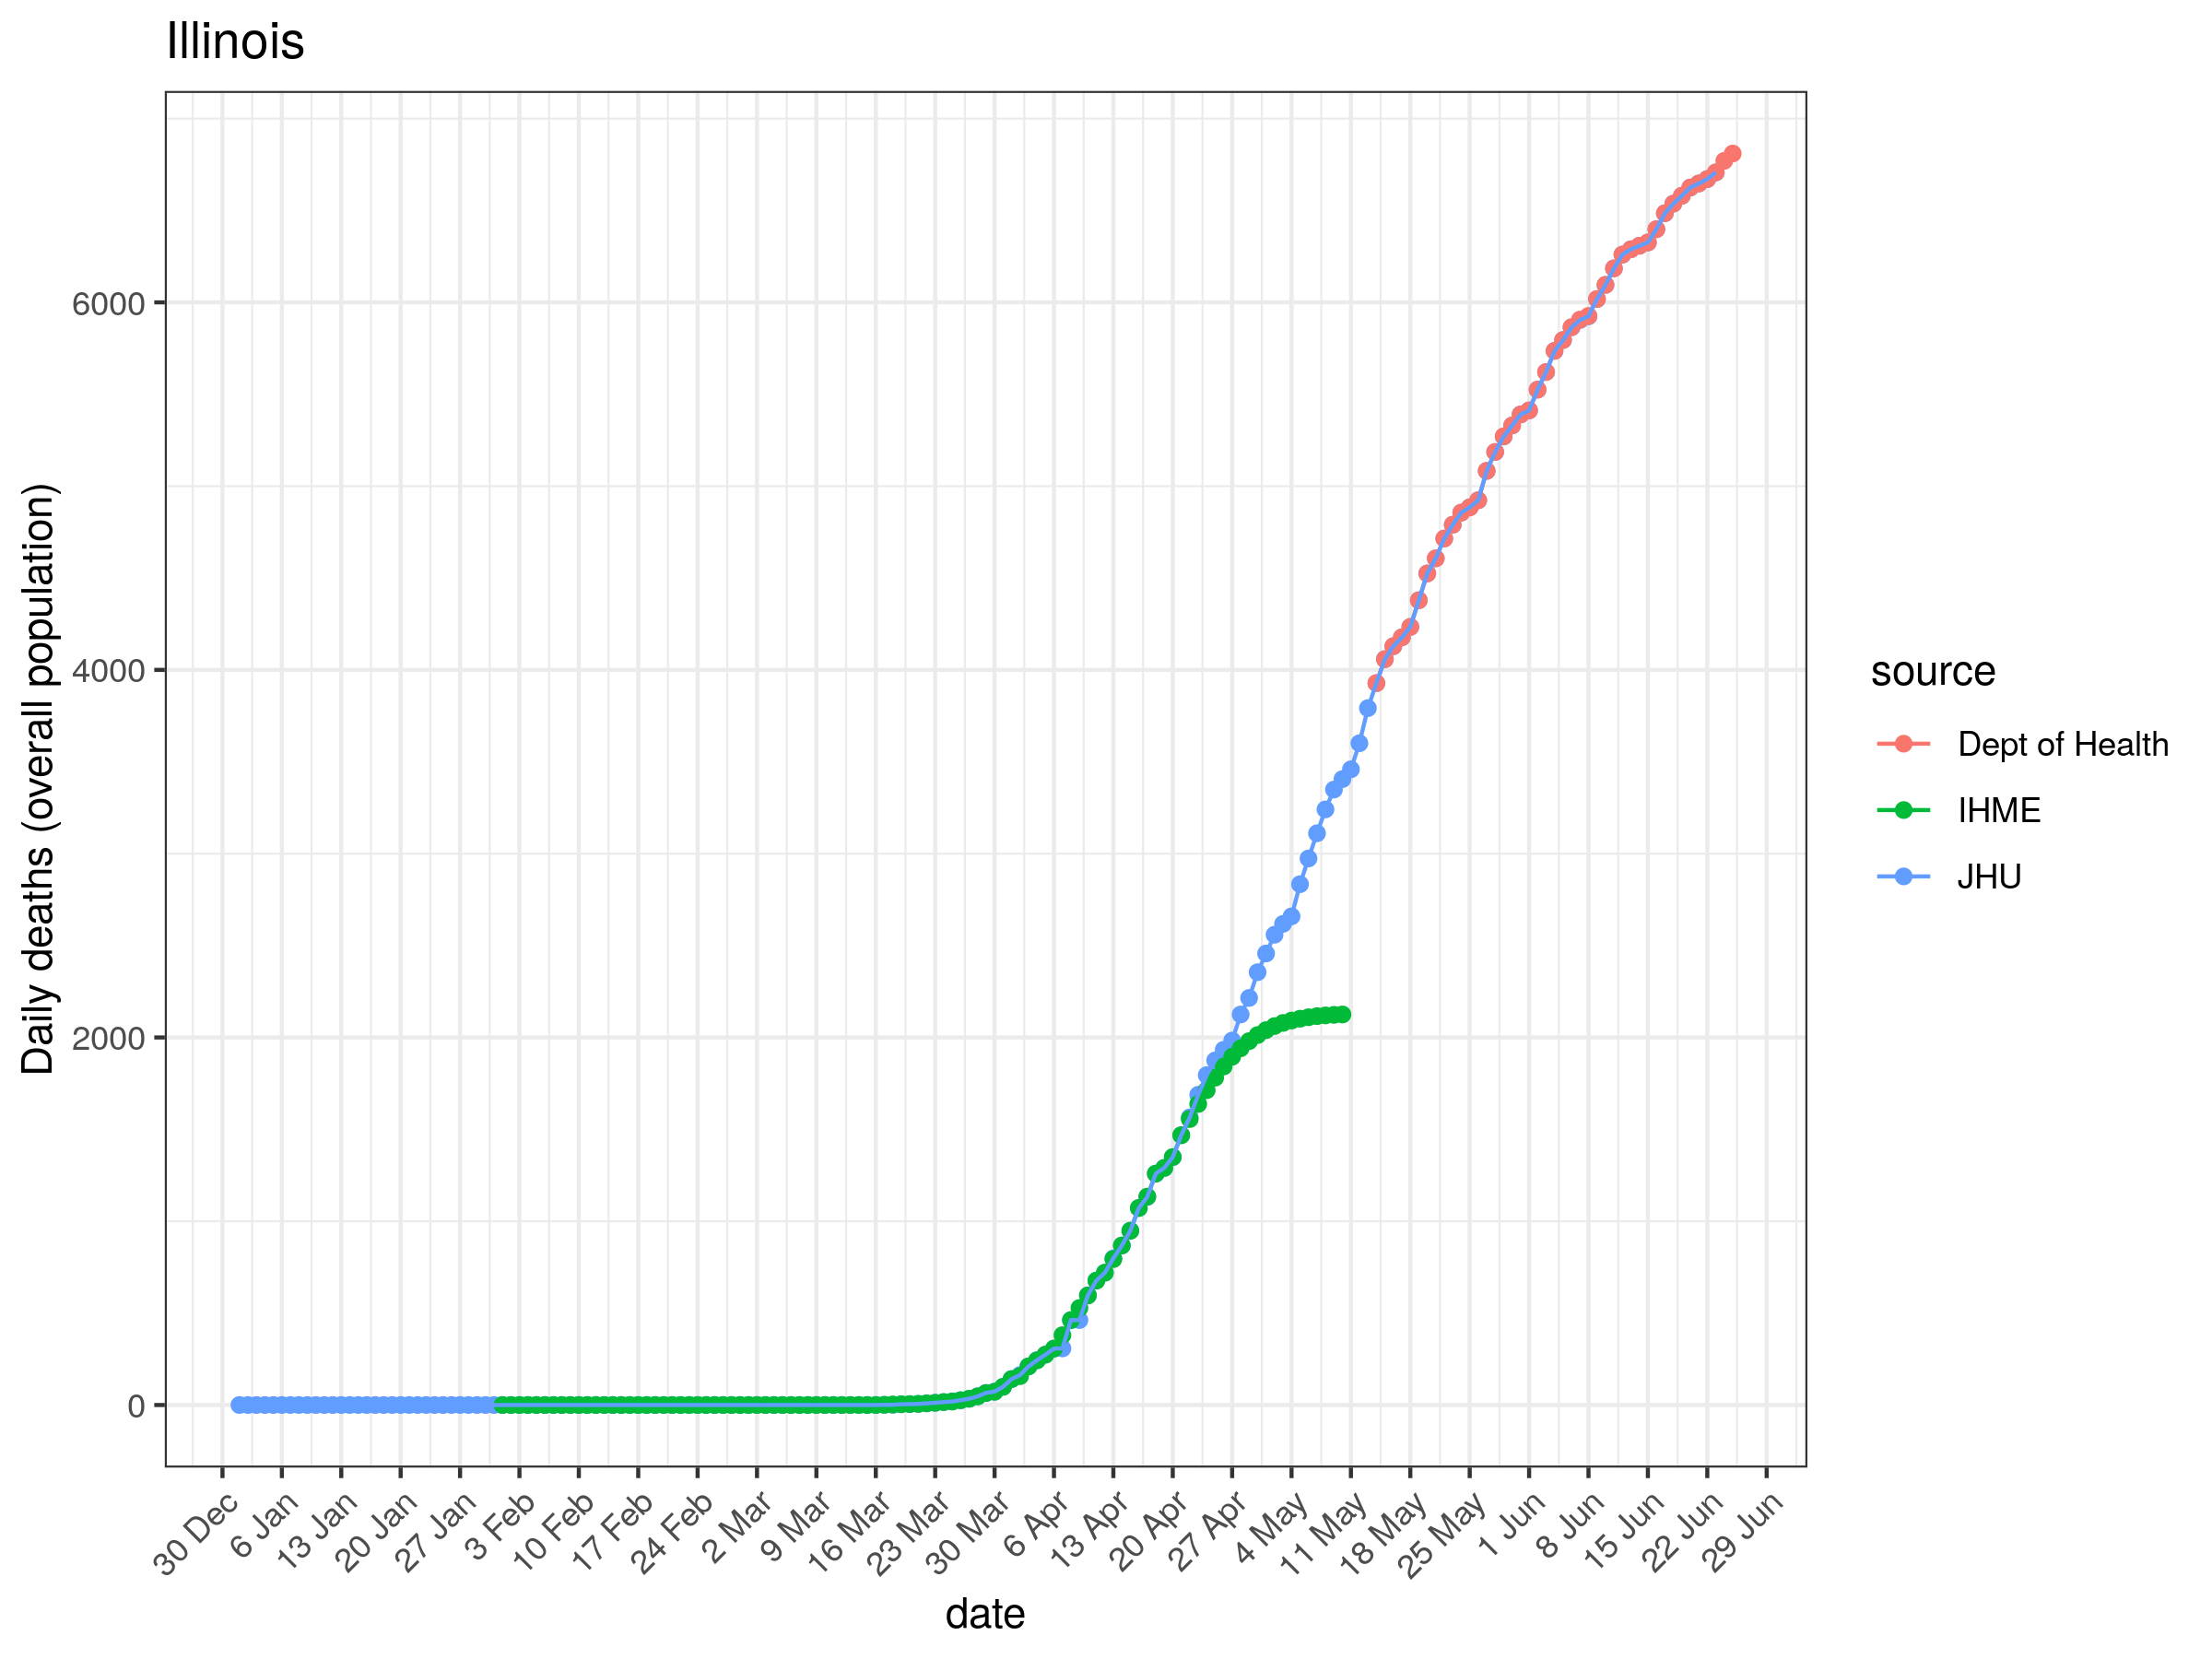 Illinois
Daily deaths (overall population)
6000
4000
2000
0
30 Dec
6 Jan
13 Jan
20 Jan
27 Jan
3 Feb
10 Feb
17 Feb
24 Feb
2 Mar
9 Mar
16 Mar
23 Mar
30 Mar
6 Apr
13 Apr
20 Apr
27 Apr
4 May
11 May
18 May
25 May
1 Jun
8 Jun
15 Jun
22 Jun
29 Jun
date
source
Dept of Health
IHME
JHU